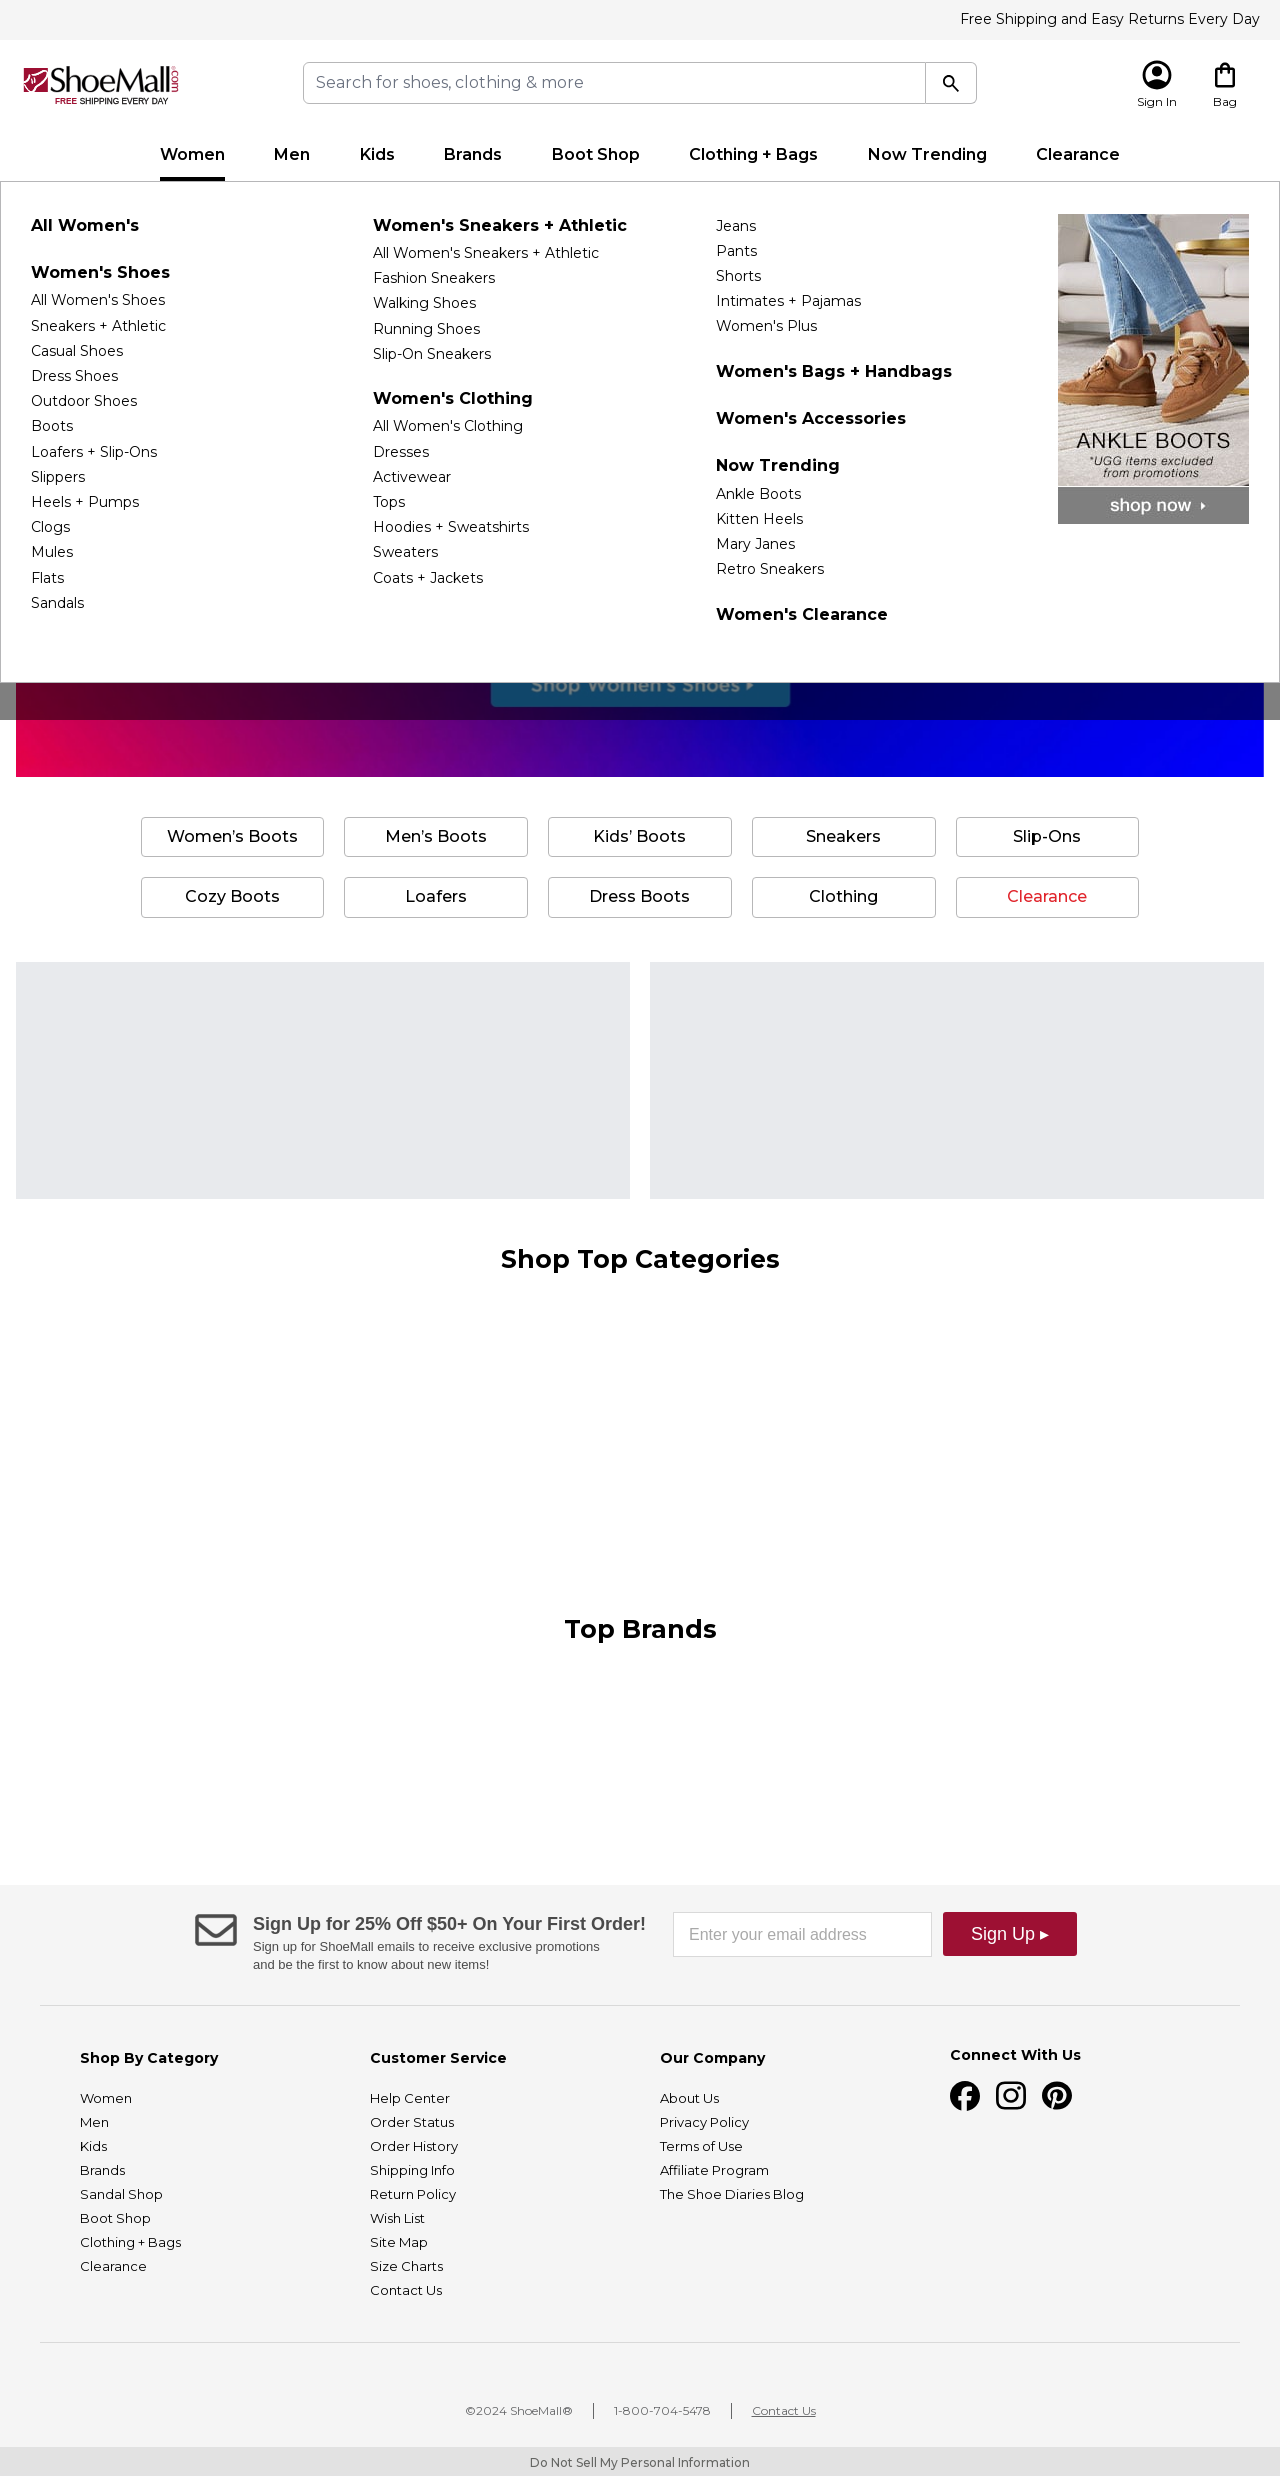 Free Shipping and Easy Returns Every Day
ShoeMall.com
FREE SHIPPING EVERY DAY
Search for shoes, clothing & more
Sign In
Bag
Women
Men
Kids
Brands
Boot Shop
Clothing + Bags
Now Trending
Clearance
All Women's
Women's Shoes
All Women's Shoes
Sneakers + Athletic
Casual Shoes
Dress Shoes
Outdoor Shoes
Boots
Loafers + Slip-Ons
Slippers
Heels + Pumps
Clogs
Mules
Flats
Sandals
Women's Sneakers + Athletic
All Women's Sneakers + Athletic
Fashion Sneakers
Walking Shoes
Running Shoes
Slip-On Sneakers
Women's Clothing
All Women's Clothing
Dresses
Activewear
Tops
Hoodies + Sweatshirts
Sweaters
Coats + Jackets
Jeans
Pants
Shorts
Intimates + Pajamas
Women's Plus
Women's Bags + Handbags
Women's Accessories
Now Trending
Ankle Boots
Kitten Heels
Mary Janes
Retro Sneakers
Women's Clearance
ANKLE BOOTS
*UGG items excluded
from promotions
shop now
Shop Women's Shoes
Women’s Boots
Men’s Boots
Kids’ Boots
Sneakers
Slip-Ons
Cozy Boots
Loafers
Dress Boots
Clothing
Clearance
Shop Top Categories
Top Brands
Sign Up for 25% Off $50+ On Your First Order!
Sign up for ShoeMall emails to receive exclusive promotions
and be the first to know about new items!
Enter your email address
Sign Up ▸
Shop By Category
Women
Men
Kids
Brands
Sandal Shop
Boot Shop
Clothing + Bags
Clearance
Customer Service
Help Center
Order Status
Order History
Shipping Info
Return Policy
Wish List
Site Map
Size Charts
Contact Us
Our Company
About Us
Privacy Policy
Terms of Use
Affiliate Program
The Shoe Diaries Blog
Connect With Us
©2024 ShoeMall®
1-800-704-5478
Contact Us
Do Not Sell My Personal Information